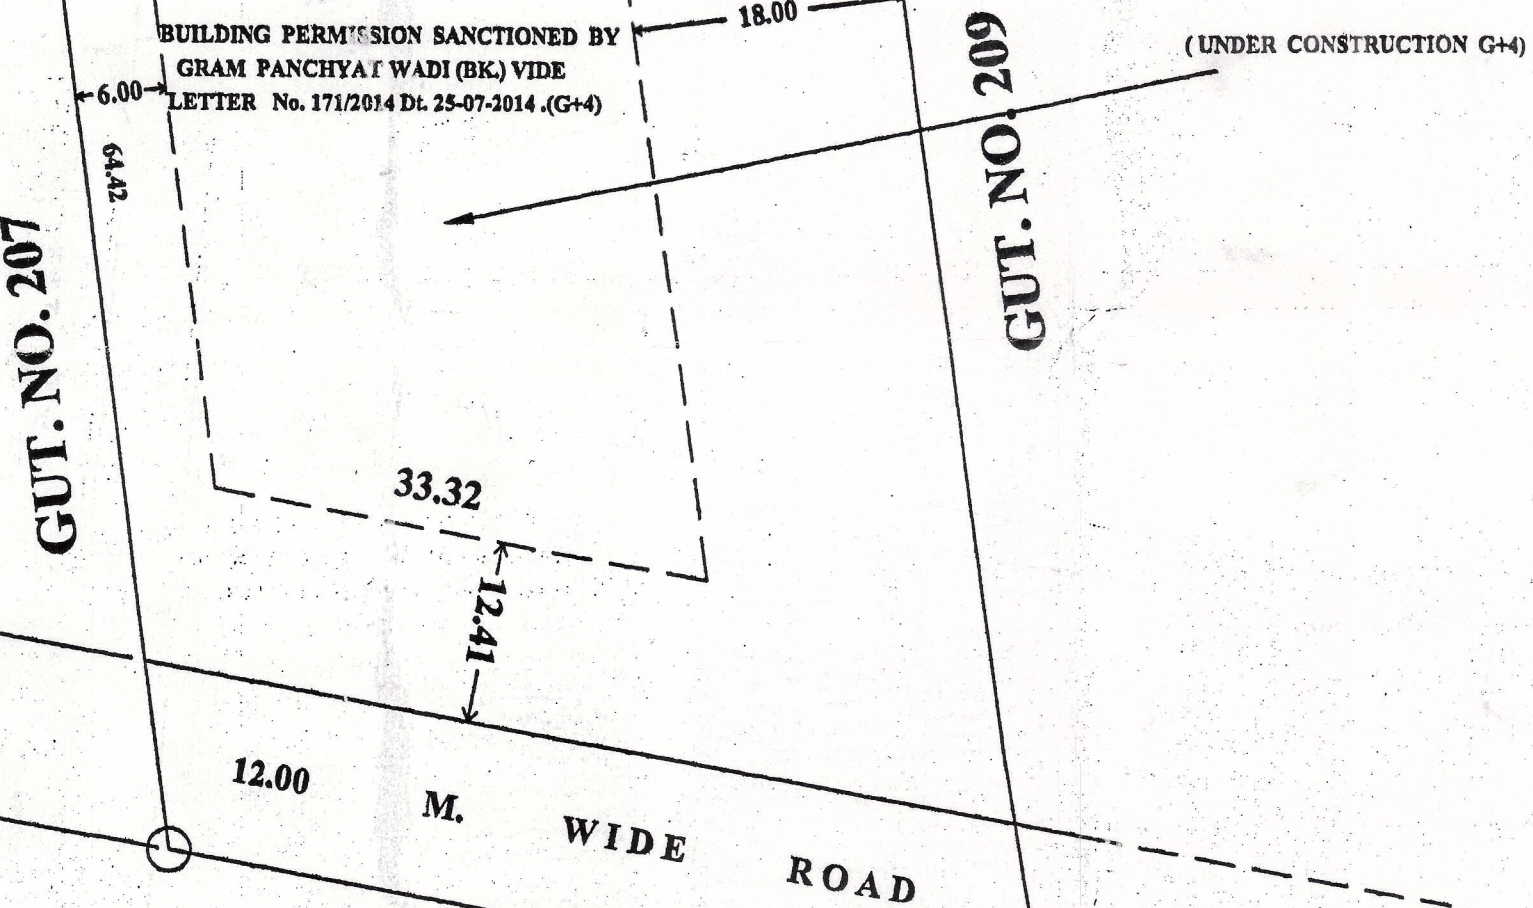 18.00
BUILDING PERMISSION SANCTIONED BY
GRAM PANCHYAT WADI (BK.) VIDE
LETTER No. 171/2014 Dt. 25-07-2014 .(G+4)
( UNDER CONSTRUCTION G+4)
6.00
64.42
GUT. NO. 207
GUT. NO. 209
33.32
12.41
12.00 M. WIDE ROAD